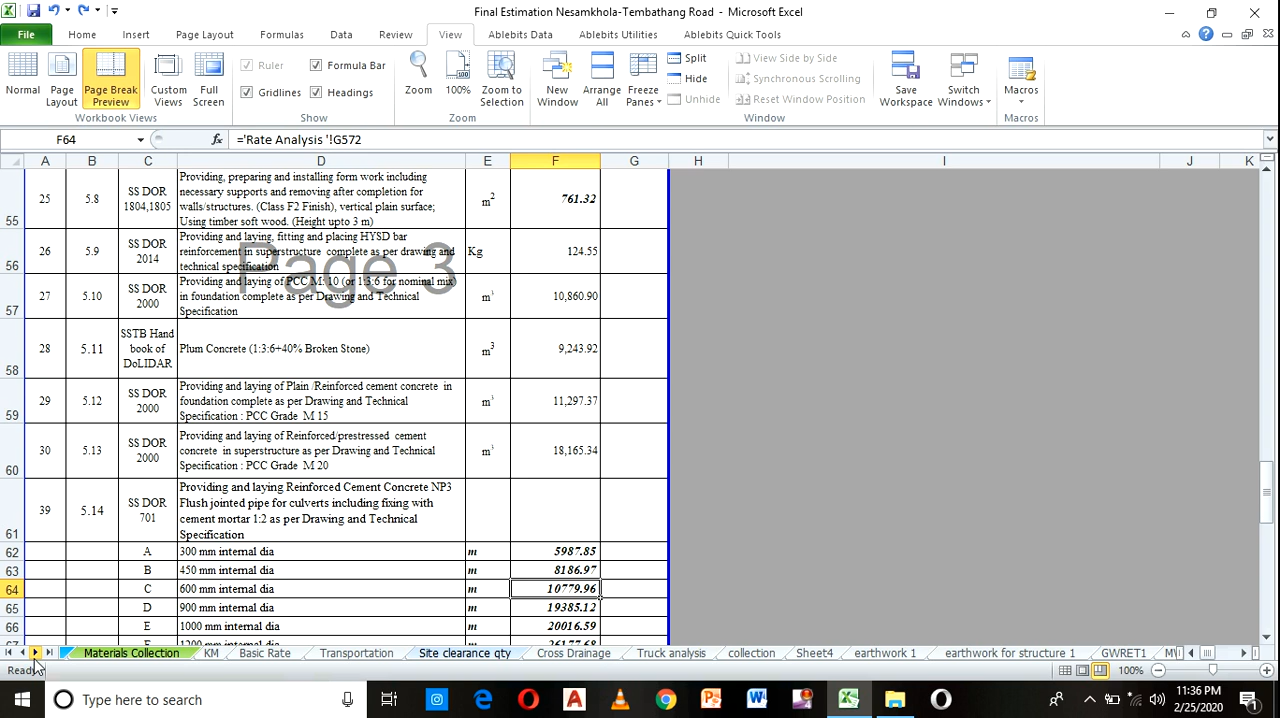 Final Estimation Nesamkhola-Tembathang Road - Microsoft Excel
File Home Insert Page Layout Formulas Data Review View Ablebits Data Ablebits Utilities Ablebits Quick Tools
Normal
Page Layout
Page Break Preview
Custom Views
Full Screen
Workbook Views
Ruler
Formula Bar
Gridlines
Headings
Show
Zoom
100%
Zoom to Selection
Zoom
New Window
Arrange All
Freeze Panes
Split
Hide
Unhide
View Side by Side
Synchronous Scrolling
Reset Window Position
Window
Save Workspace
Switch Windows
Macros
Macros
F64 fx ='Rate Analysis '!G572
A B C D E F G H I J K
55 25 5.8 SS DOR 1804,1805 Providing, preparing and installing form work including
necessary supports and removing after completion for
walls/structures. (Class F2 Finish), vertical plain surface;
Using timber soft wood. (Height upto 3 m) m2 761.32
56 26 5.9 SS DOR 2014 Providing and laying, fitting and placing HYSD bar
reinforcement in superstructure complete as per drawing and
technical specification Kg 124.55
Page 3
57 27 5.10 SS DOR 2000 Providing and laying of PCC M: 10 (or 1:3:6 for nominal mix)
in foundation complete as per Drawing and Technical
Specification m3 10,860.90
58 28 5.11 SSTB Hand book of DoLIDAR Plum Concrete (1:3:6+40% Broken Stone) m3 9,243.92
59 29 5.12 SS DOR 2000 Providing and laying of Plain /Reinforced cement concrete in
foundation complete as per Drawing and Technical
Specification : PCC Grade M 15 m3 11,297.37
60 30 5.13 SS DOR 2000 Providing and laying of Reinforced/prestressed cement
concrete in superstructure as per Drawing and Technical
Specification : PCC Grade M 20 m3 18,165.34
61 39 5.14 SS DOR 701 Providing and laying Reinforced Cement Concrete NP3
Flush jointed pipe for culverts including fixing with
cement mortar 1:2 as per Drawing and Technical
Specification
62 A 300 mm internal dia m 5987.85
63 B 450 mm internal dia m 8186.97
64 C 600 mm internal dia m 10779.96
65 D 900 mm internal dia m 19385.12
66 E 1000 mm internal dia m 20016.59
67 F 1200 mm internal dia m 26177.68
Materials Collection KM Basic Rate Transportation Site clearance qty Cross Drainage Truck analysis collection Sheet4 earthwork 1 earthwork for structure 1 GWRET1
Ready 100%
Type here to search
11:36 PM
2/25/2020